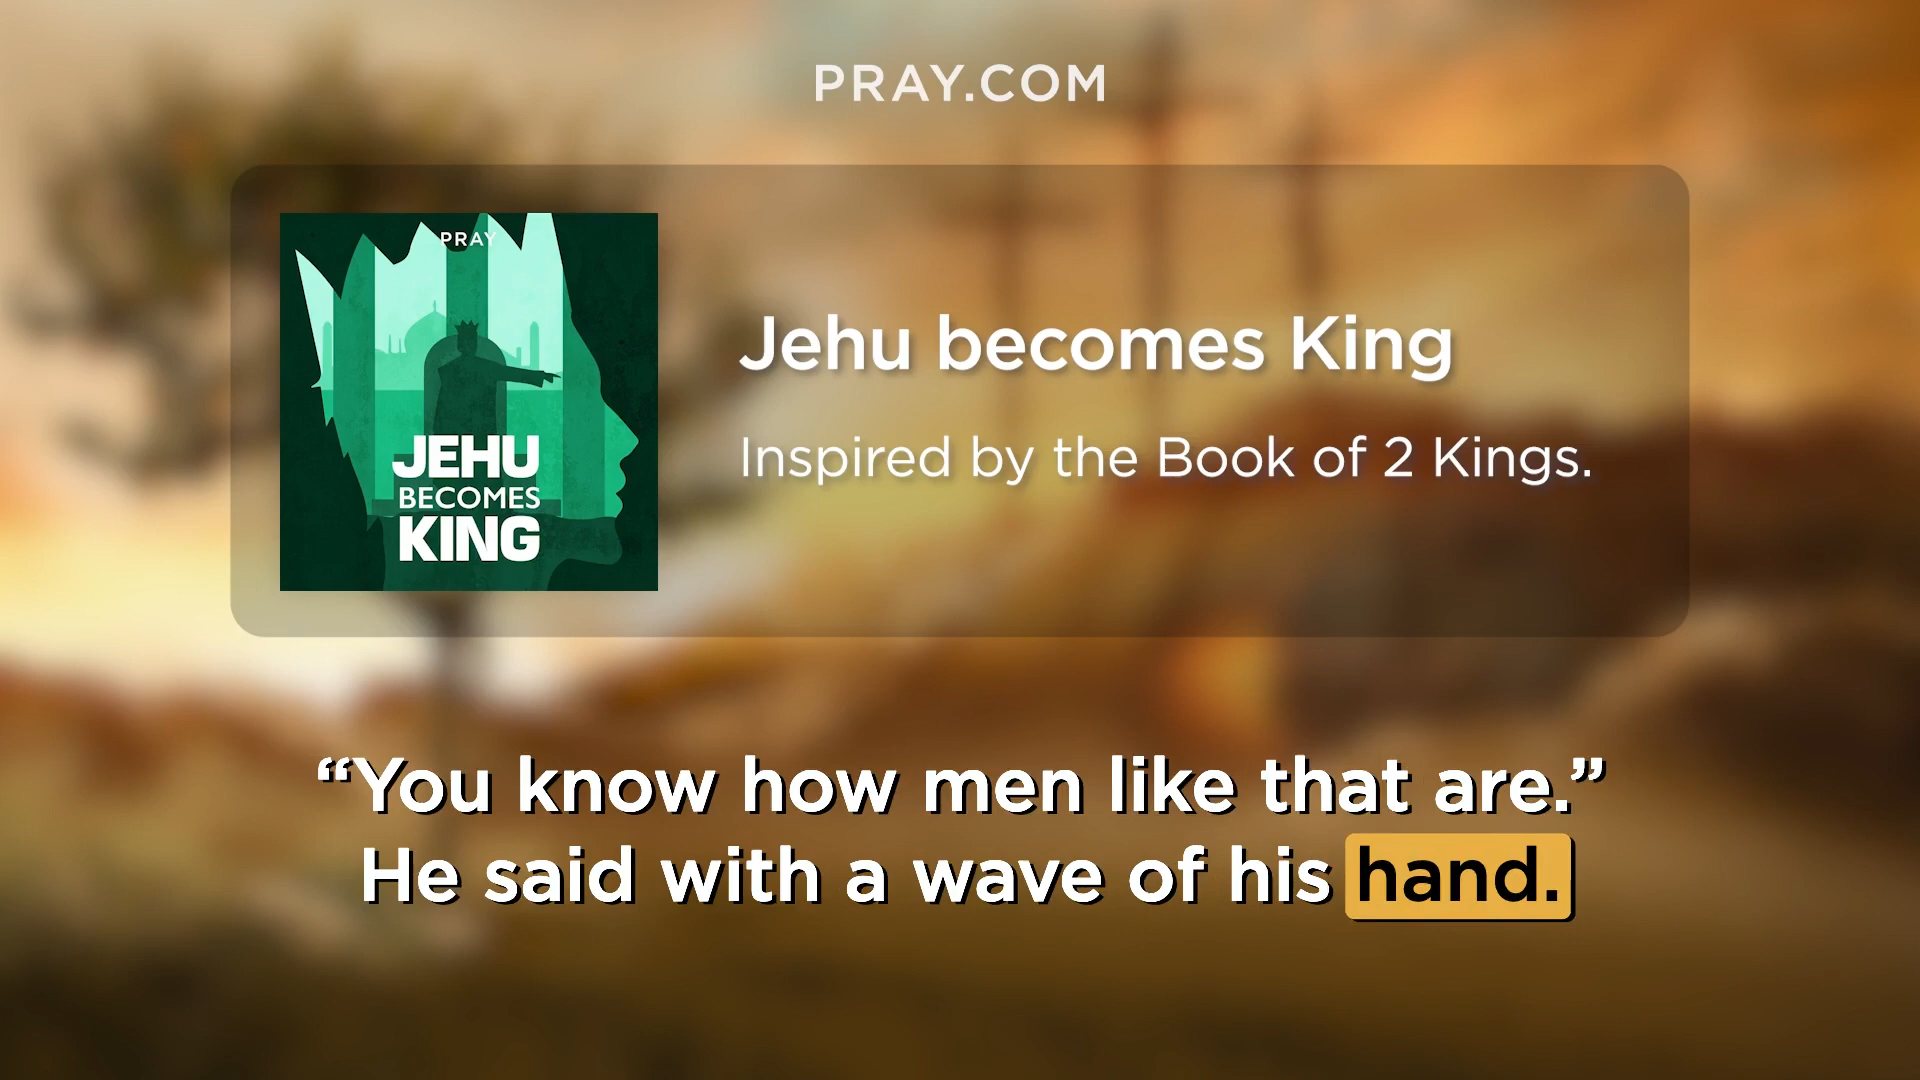 PRAY.COM
PRAY
JEHU
BECOMES
KING
Jehu becomes King
Inspired by the Book of 2 Kings.
“You know how men like that are.”
He said with a wave of his hand.